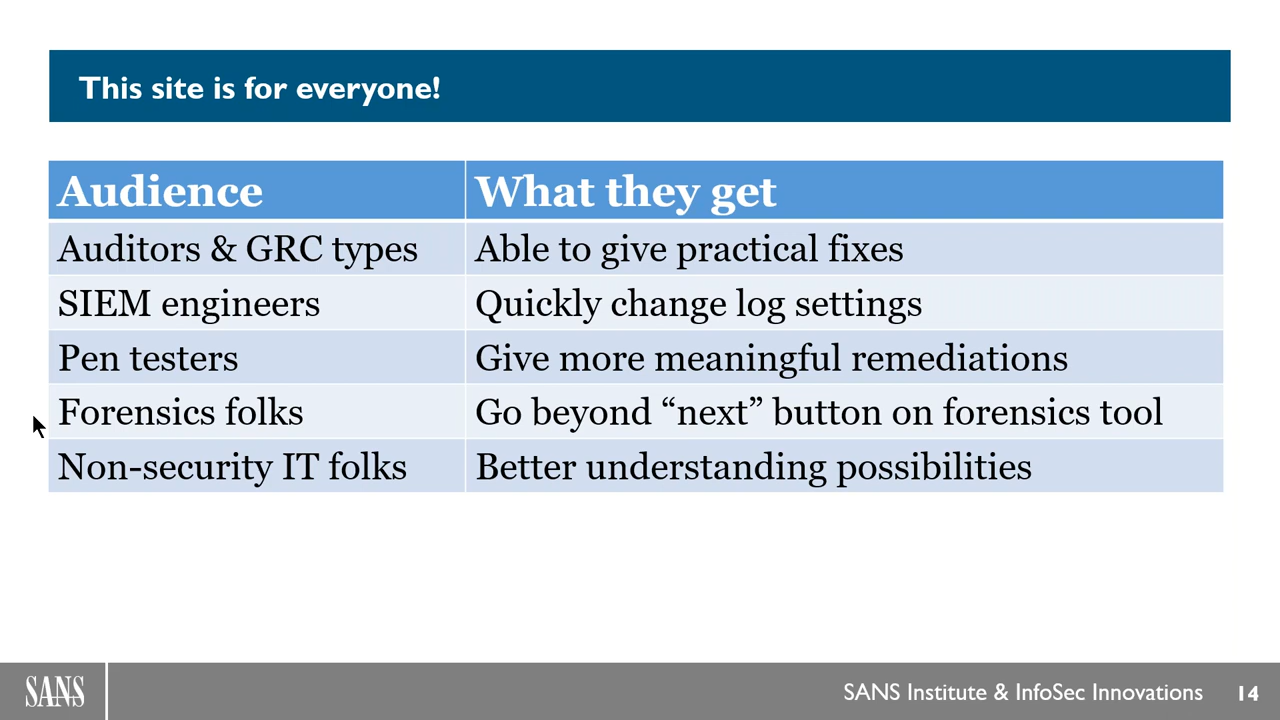 This site is for everyone!
Audience What they get
Auditors & GRC types Able to give practical fixes
SIEM engineers Quickly change log settings
Pen testers Give more meaningful remediations
Forensics folks Go beyond “next” button on forensics tool
Non-security IT folks Better understanding possibilities
SANS SANS Institute & InfoSec Innovations 14